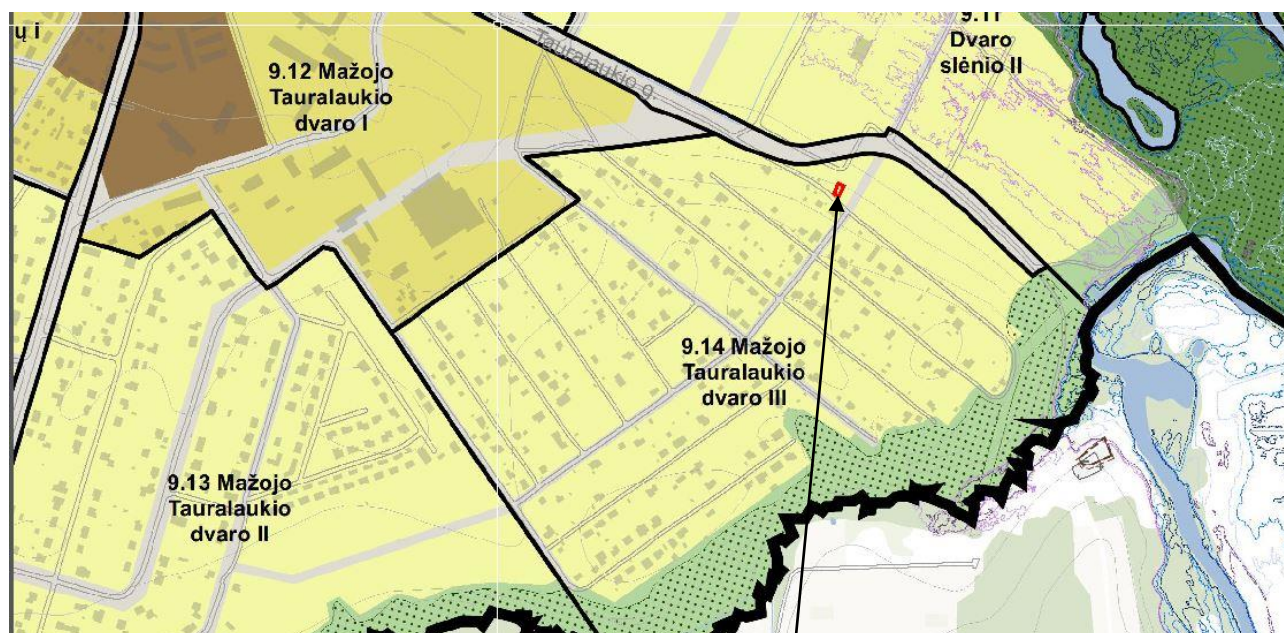 ų i
9.12 Mažojo
Tauralaukio
dvaro I
Tauralaukio g.
9.11
Dvaro
slėnio II
9.14 Mažojo
Tauralaukio
dvaro III
9.13 Mažojo
Tauralaukio
dvaro II